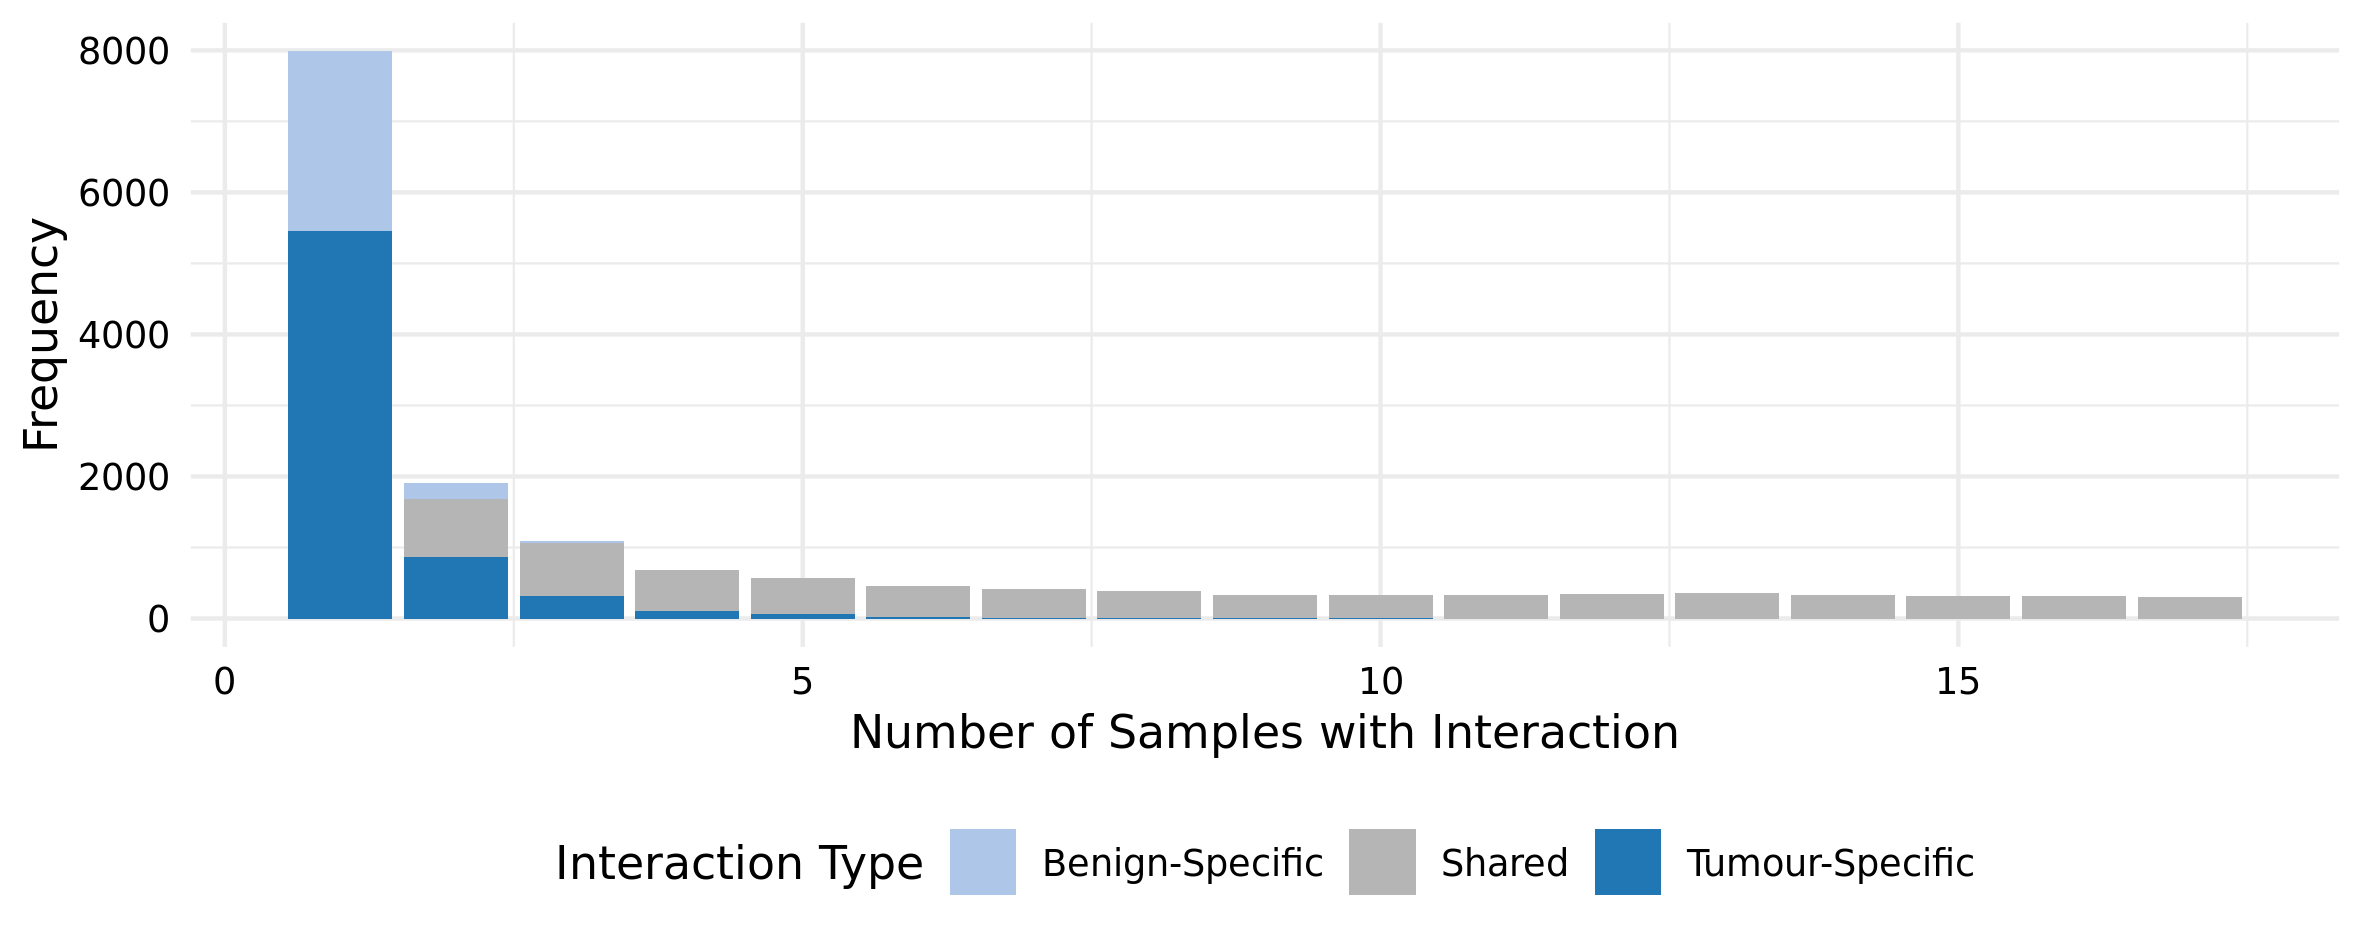 8000
6000
4000
2000
0
Frequency
0 5 10 15
Number of Samples with Interaction
Interaction Type Benign-Specific Shared Tumour-Specific